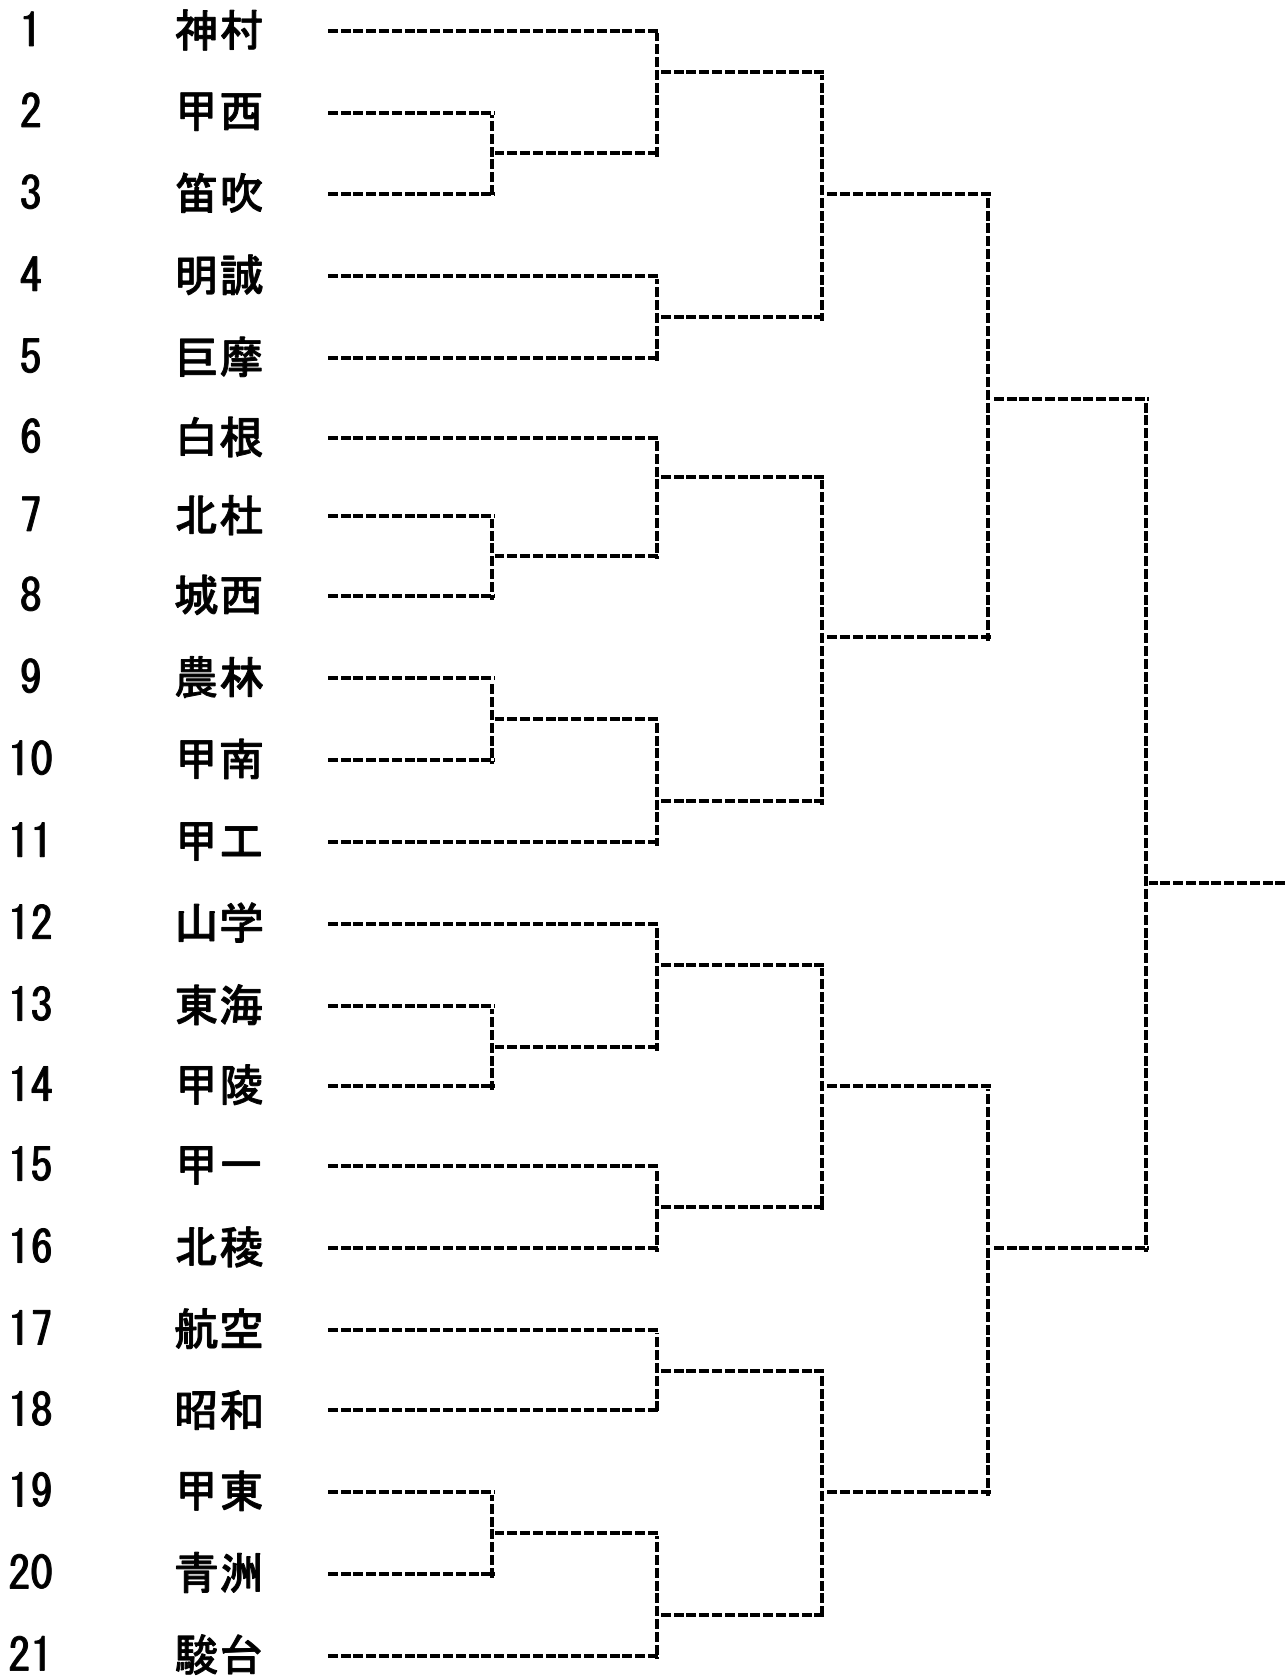 1 神村
2 甲西
3 笛吹
4 明誠
5 巨摩
6 白根
7 北杜
8 城西
9 農林
10 甲南
11 甲工
12 山学
13 東海
14 甲陵
15 甲一
16 北稜
17 航空
18 昭和
19 甲東
20 青洲
21 駿台